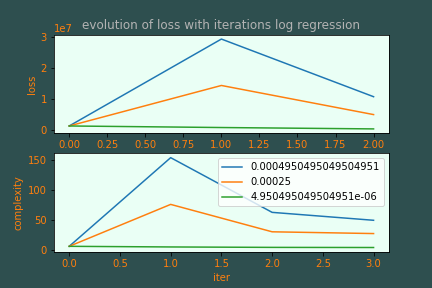 evolution of loss with iterations log regression
1e7
3
2
1
0
loss
0.00 0.25 0.50 0.75 1.00 1.25 1.50 1.75 2.00
150
100
50
0
complexity
0.0004950495049504951
0.00025
4.950495049504951e-06
0.0 0.5 1.0 1.5 2.0 2.5 3.0
iter